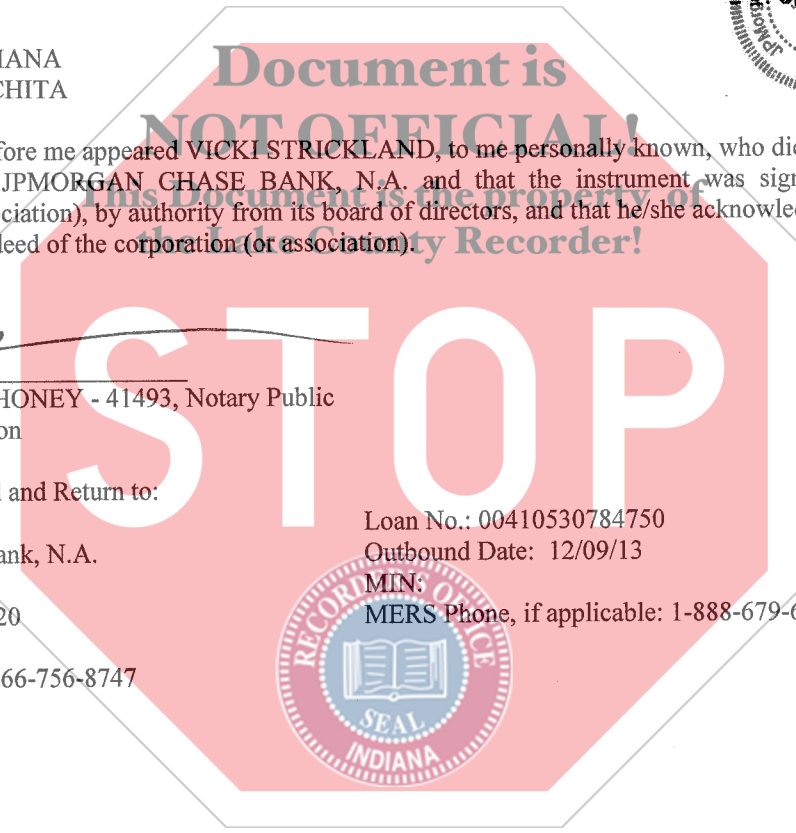 JPMorg
IANA
CHITA
Document is
NOT OFFICIAL!
This Document is the property of
the Lake County Recorder!
fore me appeared VICKI STRICKLAND, to me personally known, who di
JPMORGAN CHASE BANK, N.A. and that the instrument was sig
ciation), by authority from its board of directors, and that he/she acknowle
leed of the corporation (or association).
STOP
HONEY - 41493, Notary Public
on
l and Return to:
ank, N.A.
20
66-756-8747
Loan No.: 00410530784750
Outbound Date: 12/09/13
MIN:
MERS Phone, if applicable: 1-888-679-6
RECORDER'S OFFICE
SEAL
INDIANA